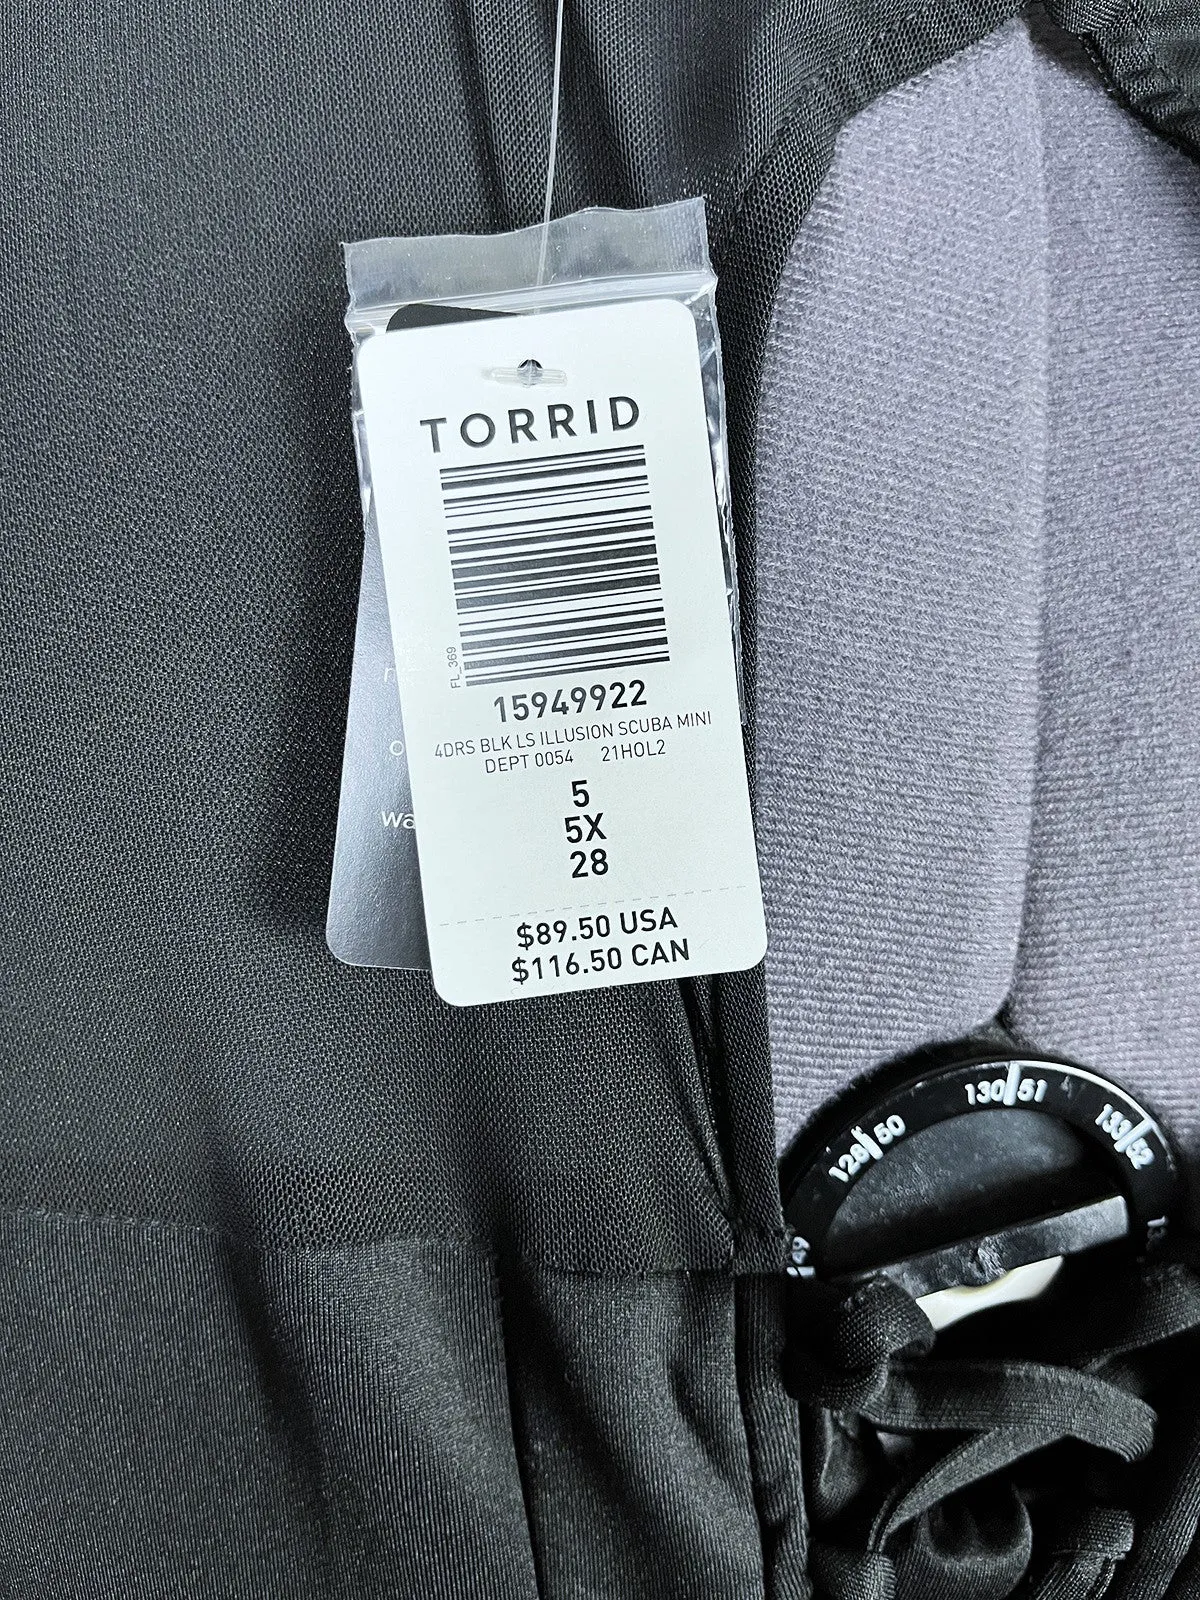 TORRID
FL_369
15949922
4DRS BLK LS ILLUSION SCUBA MINI
DEPT 0054 21HOL2
5
5X
28
$89.50 USA
$116.50 CAN
128 50
130 51
133 52
49